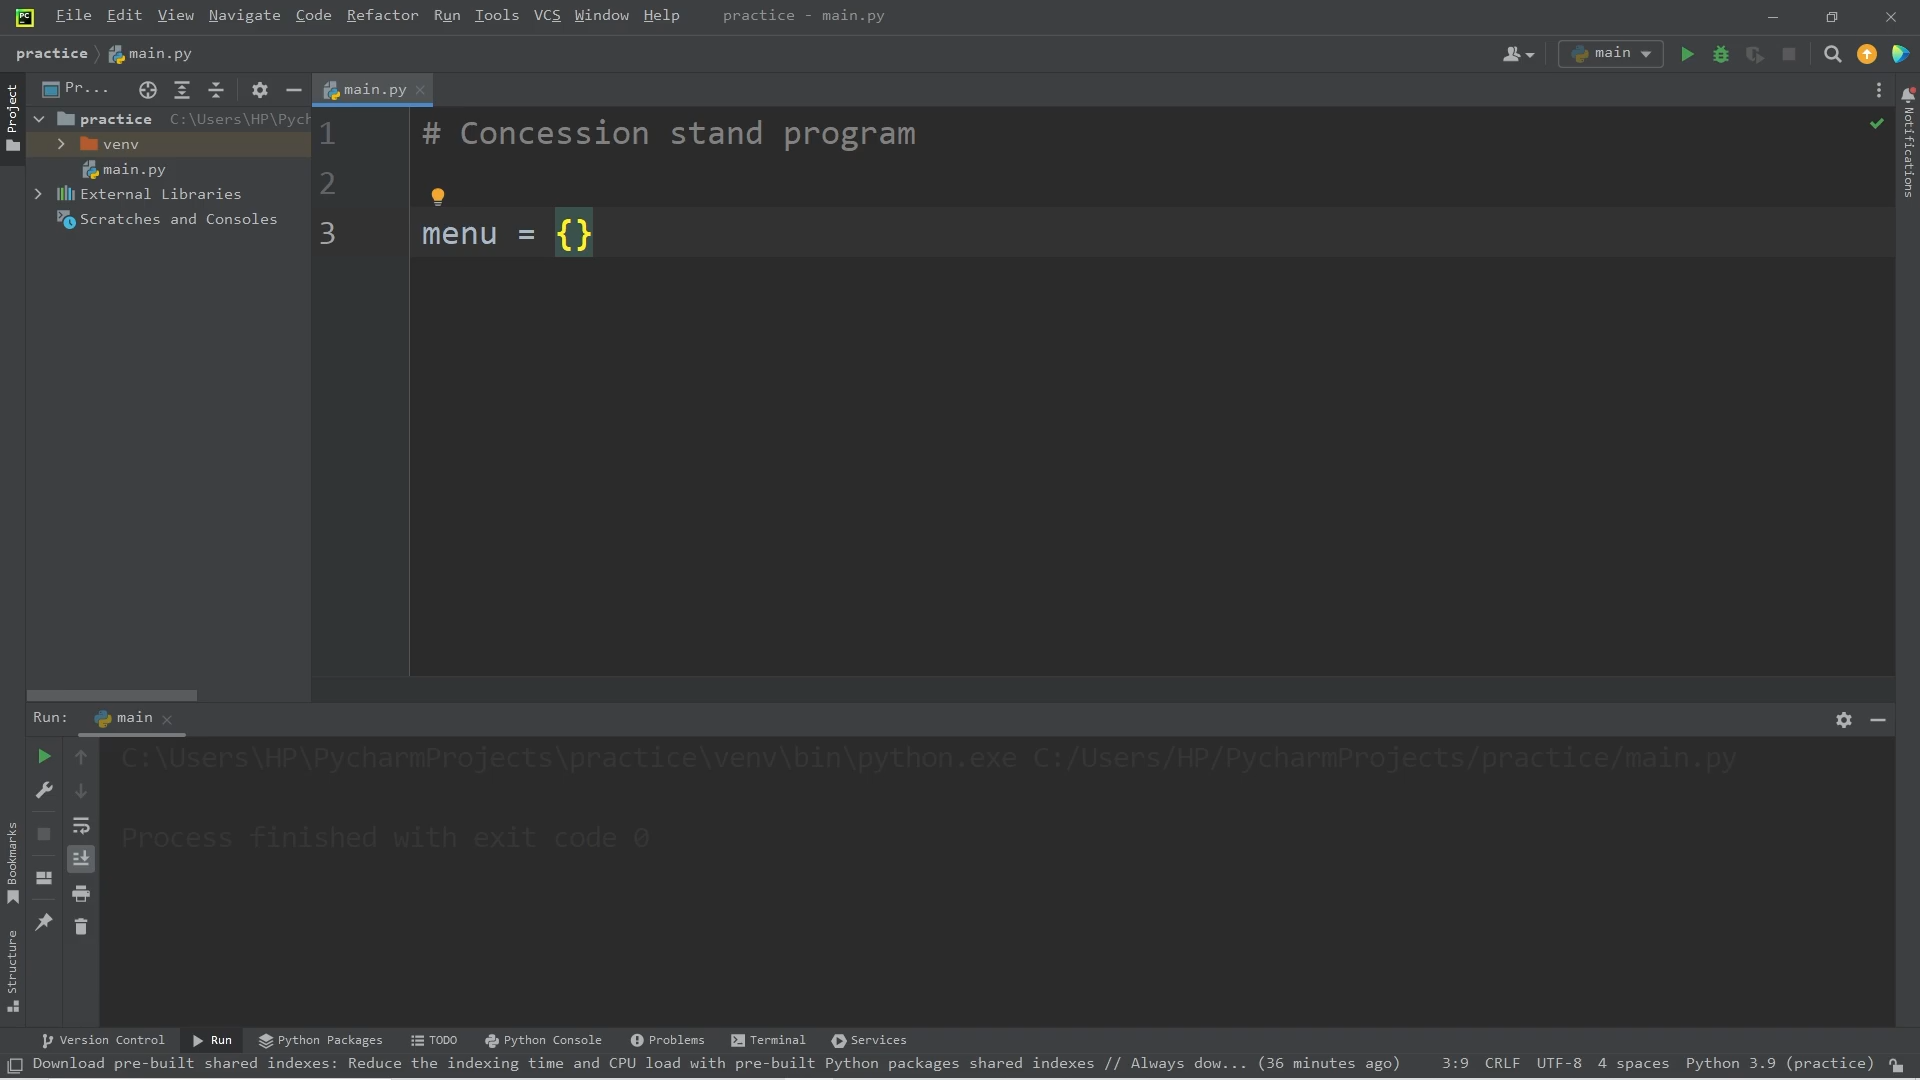 PC
File Edit View Navigate Code Refactor Run Tools VCS Window Help practice - main.py
practice main.py main
Pr... main.py
Project
Notifications
practice C:\Users\HP\Pych
venv
main.py
External Libraries
Scratches and Consoles
1 # Concession stand program
2
3 menu = {}
Run: main
C:\Users\HP\PycharmProjects\practice\venv\bin\python.exe C:/Users/HP/PycharmProjects/practice/main.py
Process finished with exit code 0
Bookmarks
Structure
Version Control Run Python Packages TODO Python Console Problems Terminal Services
Download pre-built shared indexes: Reduce the indexing time and CPU load with pre-built Python packages shared indexes // Always dow... (36 minutes ago) 3:9 CRLF UTF-8 4 spaces Python 3.9 (practice)